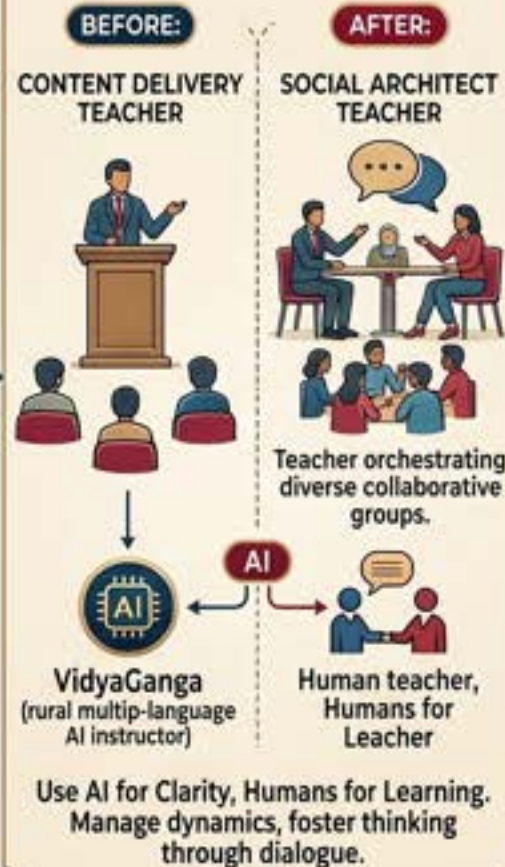 BEFORE:
CONTENT DELIVERY
TEACHER
AFTER:
SOCIAL ARCHITECT
TEACHER
Teacher orchestrating
diverse collaborative
groups.
AI
AI
VidyaGanga
(rural multip-language
AI instructor)
Human teacher,
Humans for
Leacher
Use AI for Clarity, Humans for Learning.
Manage dynamics, foster thinking
through dialogue.